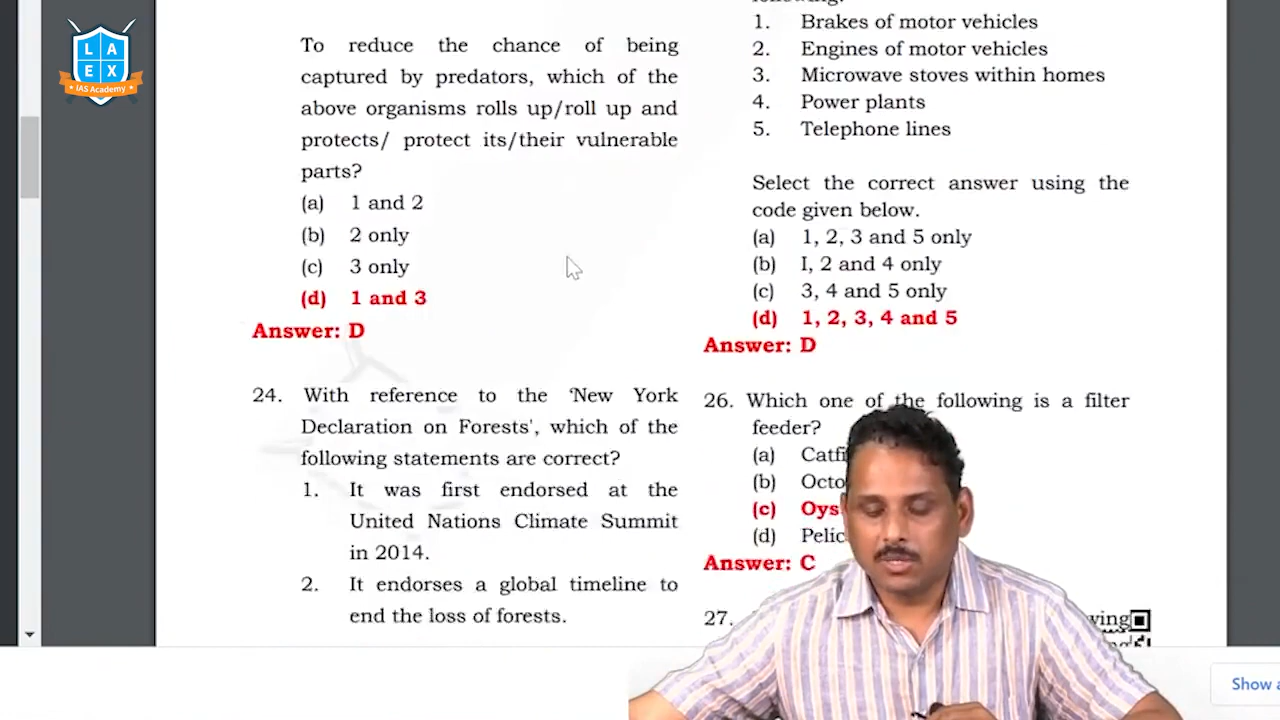 L A
E X
IAS Academy
To reduce the chance of being
captured by predators, which of the
above organisms rolls up/roll up and
protects/ protect its/their vulnerable
parts?
(a) 1 and 2
(b) 2 only
(c) 3 only
(d) 1 and 3
Answer: D
24. With reference to the 'New York
Declaration on Forests', which of the
following statements are correct?
1. It was first endorsed at the
United Nations Climate Summit
in 2014.
2. It endorses a global timeline to
end the loss of forests.
following:
1. Brakes of motor vehicles
2. Engines of motor vehicles
3. Microwave stoves within homes
4. Power plants
5. Telephone lines
Select the correct answer using the
code given below.
(a) 1, 2, 3 and 5 only
(b) I, 2 and 4 only
(c) 3, 4 and 5 only
(d) 1, 2, 3, 4 and 5
Answer: D
26. Which one of the following is a filter
feeder?
(a) Catfi
(b) Octo
(c) Oys
(d) Pelic
Answer: C
27. wing
Show a